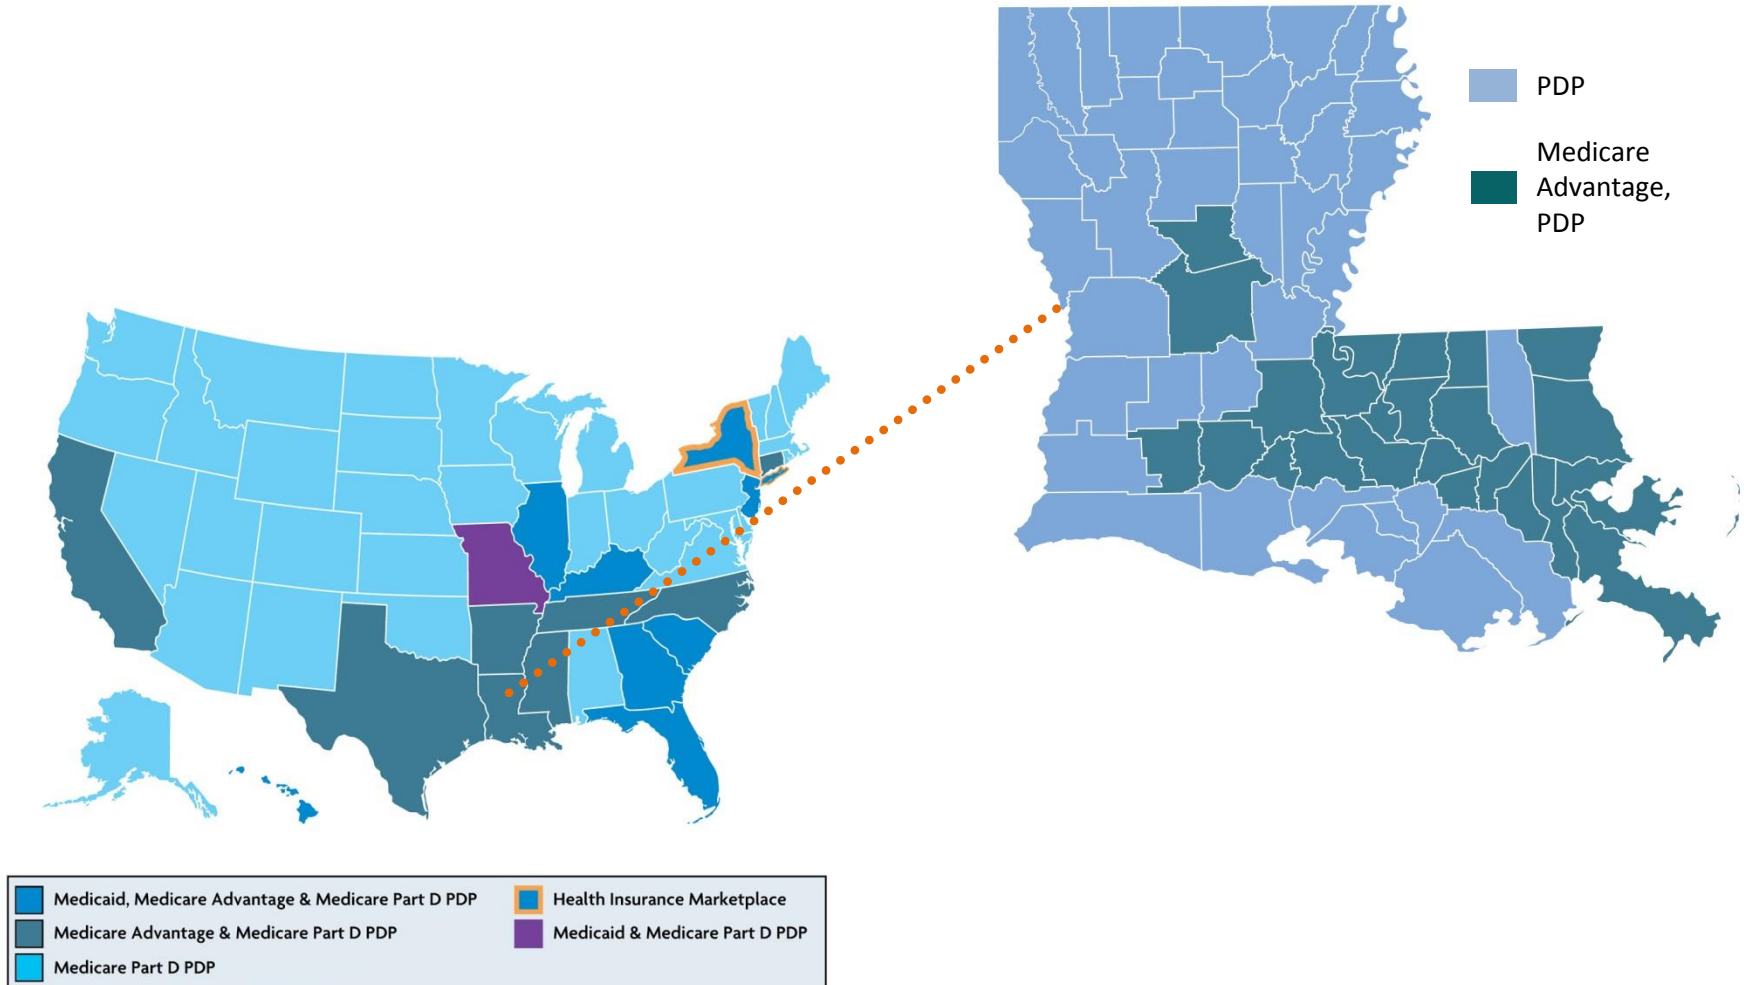 PDP
Medicare
Advantage,
PDP
Medicaid, Medicare Advantage & Medicare Part D PDP
Health Insurance Marketplace
Medicare Advantage & Medicare Part D PDP
Medicaid & Medicare Part D PDP
Medicare Part D PDP